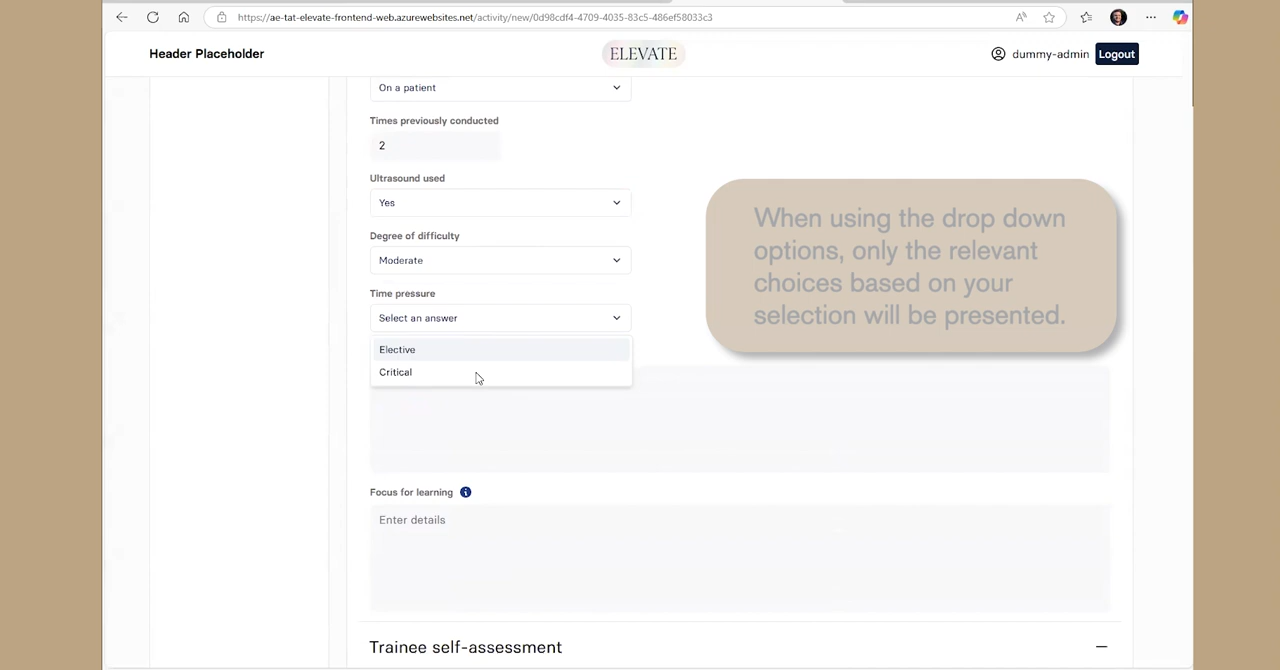 https://ae-tat-elevate-frontend-web.azurewebsites.net/activity/new/0d98cdf4-4709-4035-83c5-486ef58033c3
Header Placeholder
ELEVATE
dummy-admin
Logout
On a patient
Times previously conducted
2
Ultrasound used
Yes
Degree of difficulty
Moderate
Time pressure
Select an answer
Elective
Critical
When using the drop down
options, only the relevant
choices based on your
selection will be presented.
Focus for learning
Enter details
Trainee self-assessment